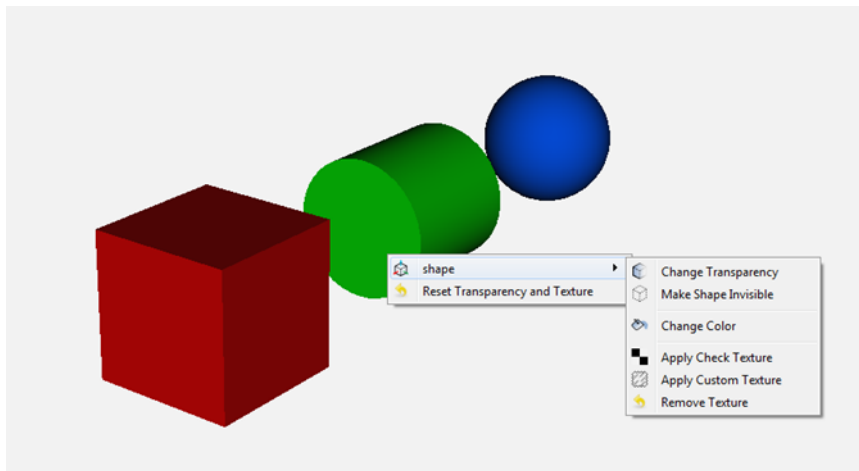 shape
Reset Transparency and Texture
Change Transparency
Make Shape Invisible
Change Color
Apply Check Texture
Apply Custom Texture
Remove Texture